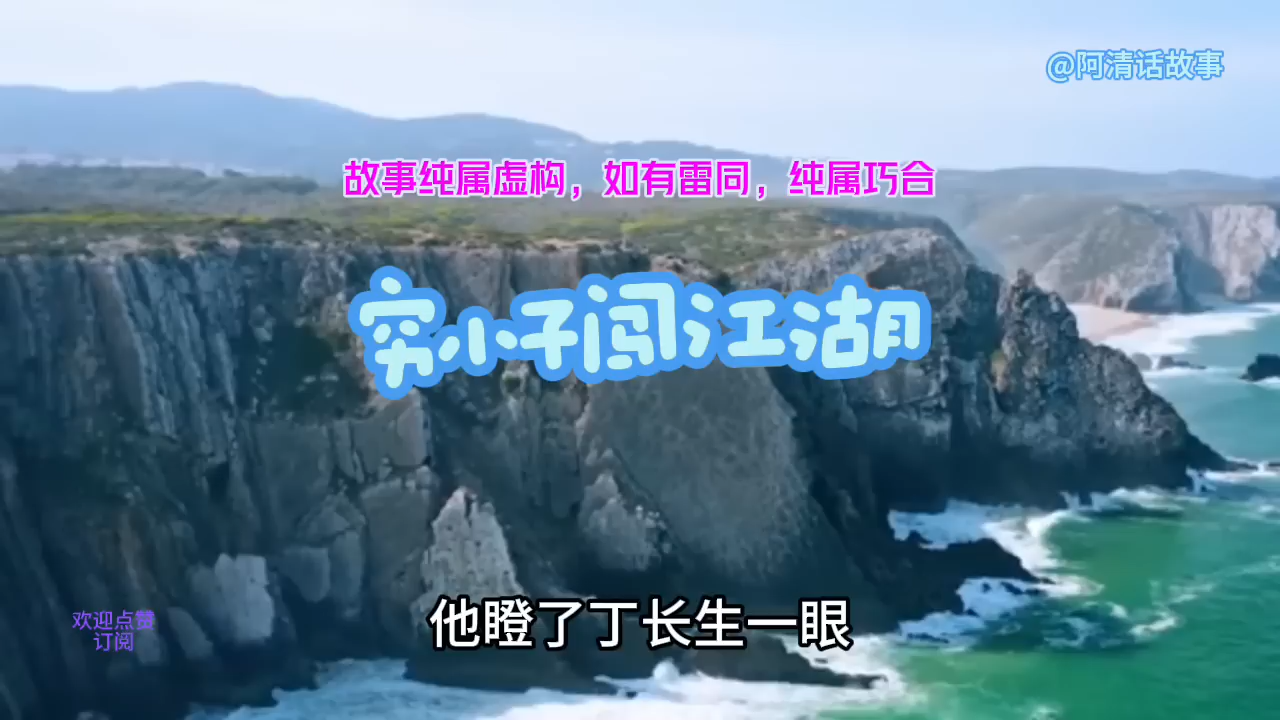 @阿清话故事
故事纯属虚构，如有雷同，纯属巧合
穷小子闯江湖
欢迎点赞
订阅
他瞪了丁长生一眼